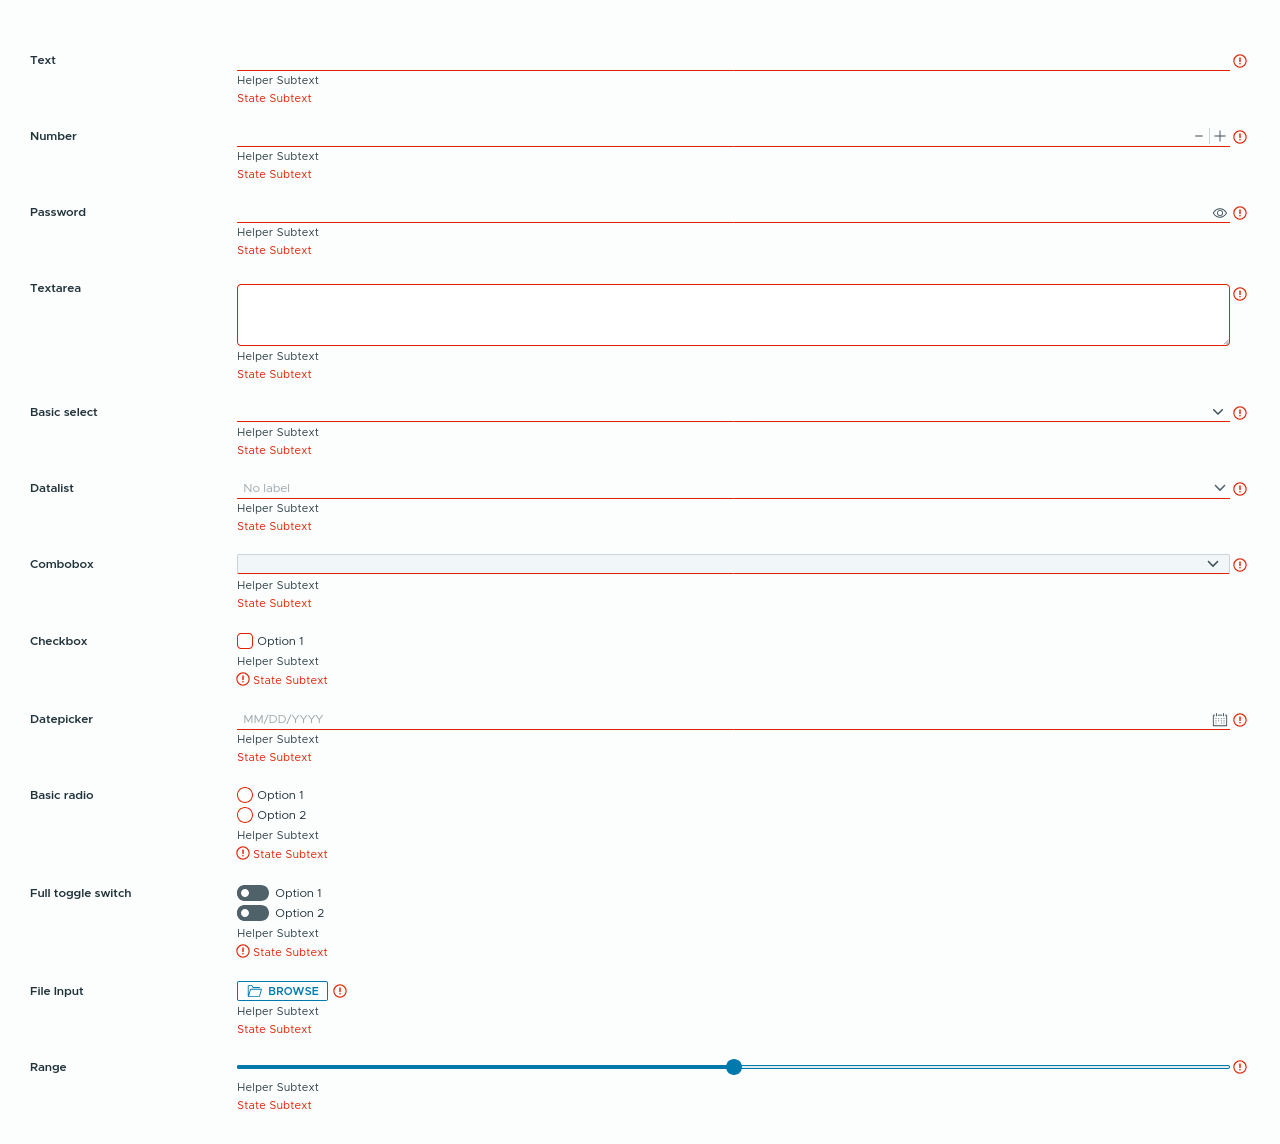 Text
Helper Subtext
State Subtext
Number
Helper Subtext
State Subtext
Password
Helper Subtext
State Subtext
Textarea
Helper Subtext
State Subtext
Basic select
Helper Subtext
State Subtext
Datalist
No label
Helper Subtext
State Subtext
Combobox
Helper Subtext
State Subtext
Checkbox
Option 1
Helper Subtext
State Subtext
Datepicker
MM/DD/YYYY
Helper Subtext
State Subtext
Basic radio
Option 1
Option 2
Helper Subtext
State Subtext
Full toggle switch
Option 1
Option 2
Helper Subtext
State Subtext
File Input
BROWSE
Helper Subtext
State Subtext
Range
Helper Subtext
State Subtext